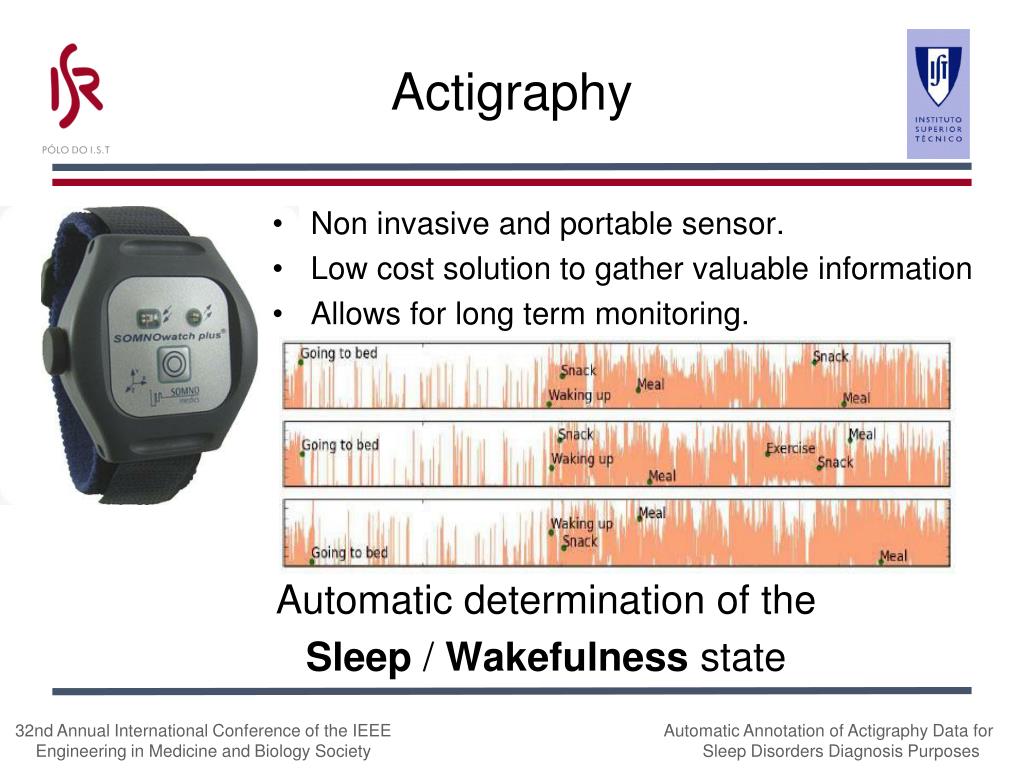 Actigraphy
ISR
PÓLO DO I.S.T
IST
INSTITUTO
SUPERIOR
TÉCNICO
• Non invasive and portable sensor.
• Low cost solution to gather valuable information
• Allows for long term monitoring.
SOMNOwatch plus®
SOMNO
medics
Going to bed
Snack
Waking up
Meal
Snack
Meal
Going to bed
Snack
Waking up
Meal
Exercise
Meal
Snack
Going to bed
Waking up
Snack
Meal
Meal
Automatic determination of the
Sleep / Wakefulness state
32nd Annual International Conference of the IEEE
Engineering in Medicine and Biology Society
Automatic Annotation of Actigraphy Data for
Sleep Disorders Diagnosis Purposes